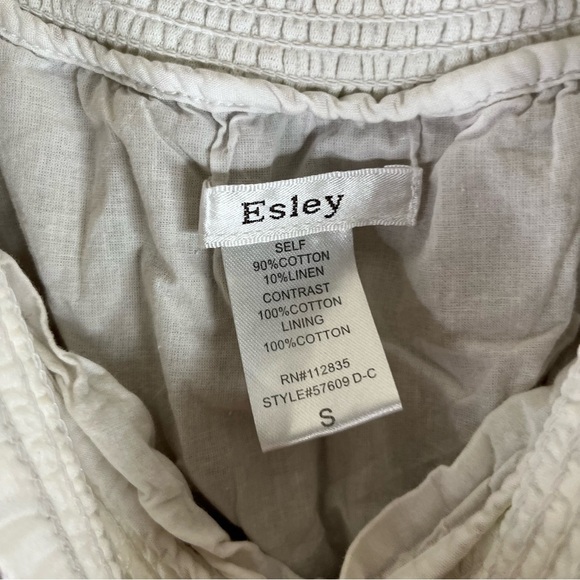 Esley
SELF
90%COTTON
10%LINEN
CONTRAST
100%COTTON
LINING
100%COTTON
RN#112835
STYLE#57609 D-C
S